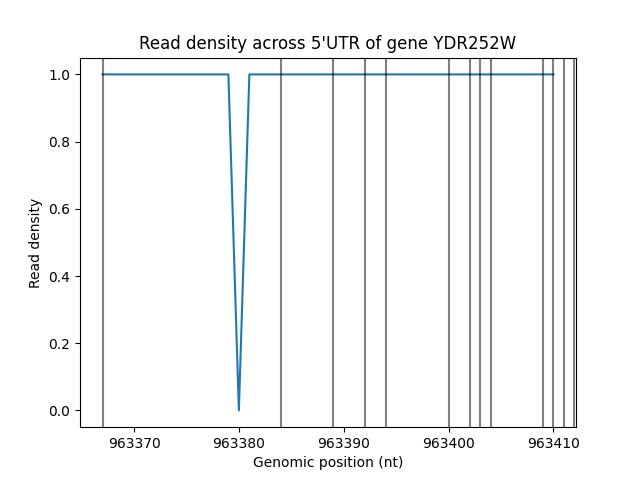 Read density across 5'UTR of gene YDR252W
1.0
0.8
0.6
0.4
0.2
0.0
Read density
963370 963380 963390 963400 963410
Genomic position (nt)